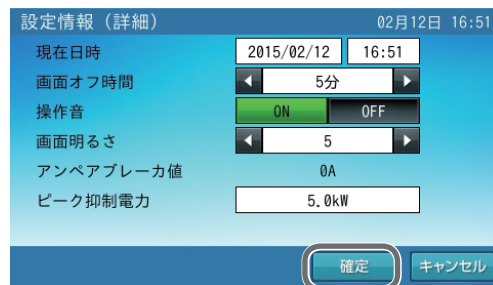 設定情報（詳細） 02月12日 16:51
現在日時 2015/02/12 16:51
画面オフ時間 5分
操作音 ON OFF
画面明るさ 5
アンペアブレーカ値 0A
ピーク抑制電力 5.0kW
確定 キャンセル